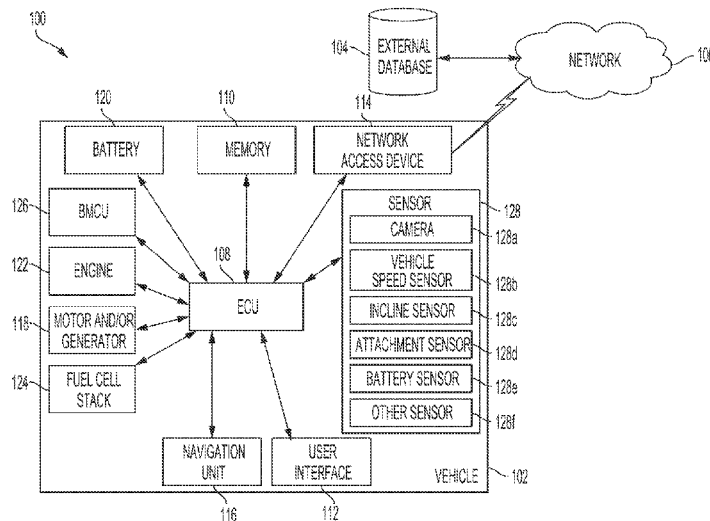 100
104
EXTERNAL
DATABASE
NETWORK
106
120
BATTERY
110
MEMORY
114
NETWORK
ACCESS DEVICE
126
BMCU
122
ENGINE
118
MOTOR AND/OR
GENERATOR
124
FUEL CELL
STACK
108
ECU
SENSOR
128
CAMERA
128a
VEHICLE
SPEED SENSOR
128b
INCLINE SENSOR
128c
ATTACHMENT SENSOR
128d
BATTERY SENSOR
128e
OTHER SENSOR
128f
NAVIGATION
UNIT
116
USER
INTERFACE
112
VEHICLE
102